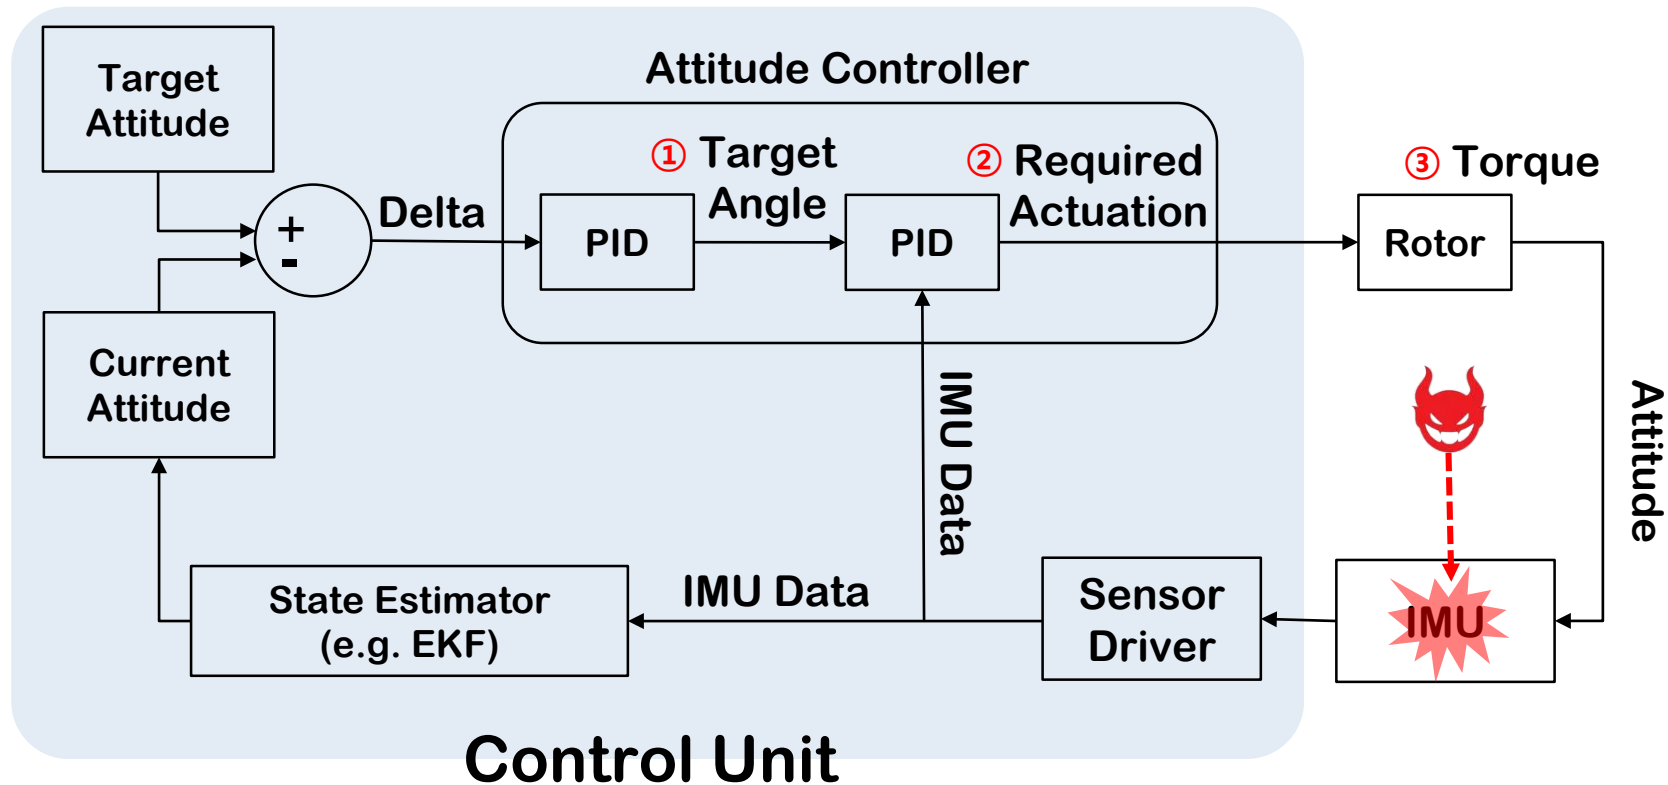 Target
Attitude
Attitude Controller
① Target
Angle
② Required
Actuation
③ Torque
+
-
Delta
PID
PID
Rotor
Current
Attitude
IMU Data
Attitude
State Estimator
(e.g. EKF)
IMU Data
Sensor
Driver
IMU
Control Unit